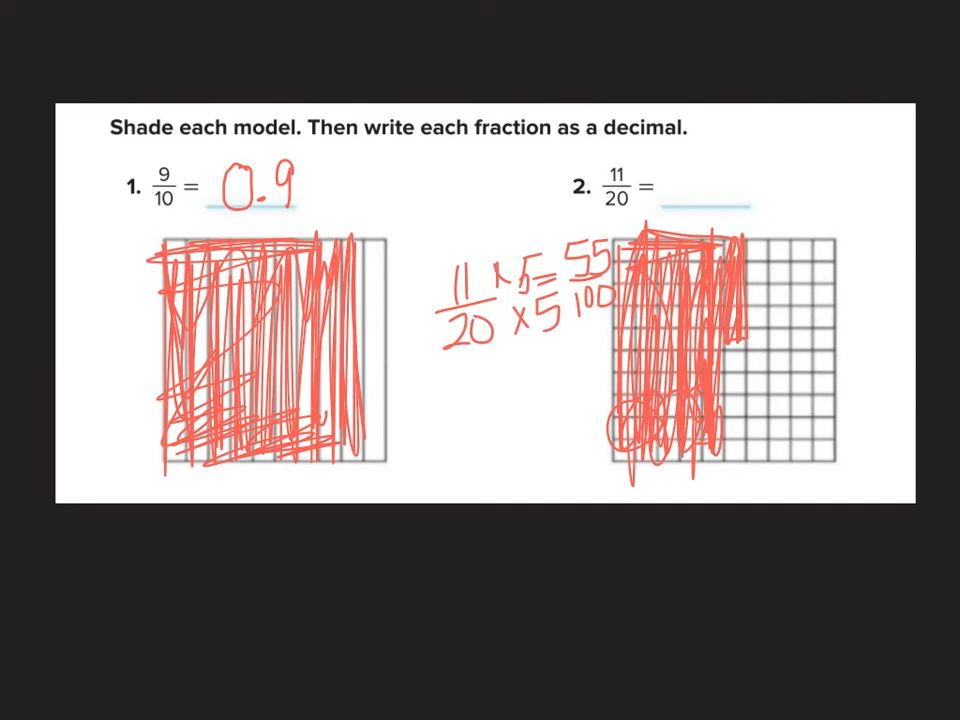 Shade each model. Then write each fraction as a decimal.
1. 9/10 = 0.9
2. 11/20 =
11/20 × 5/× 5 = 55/100